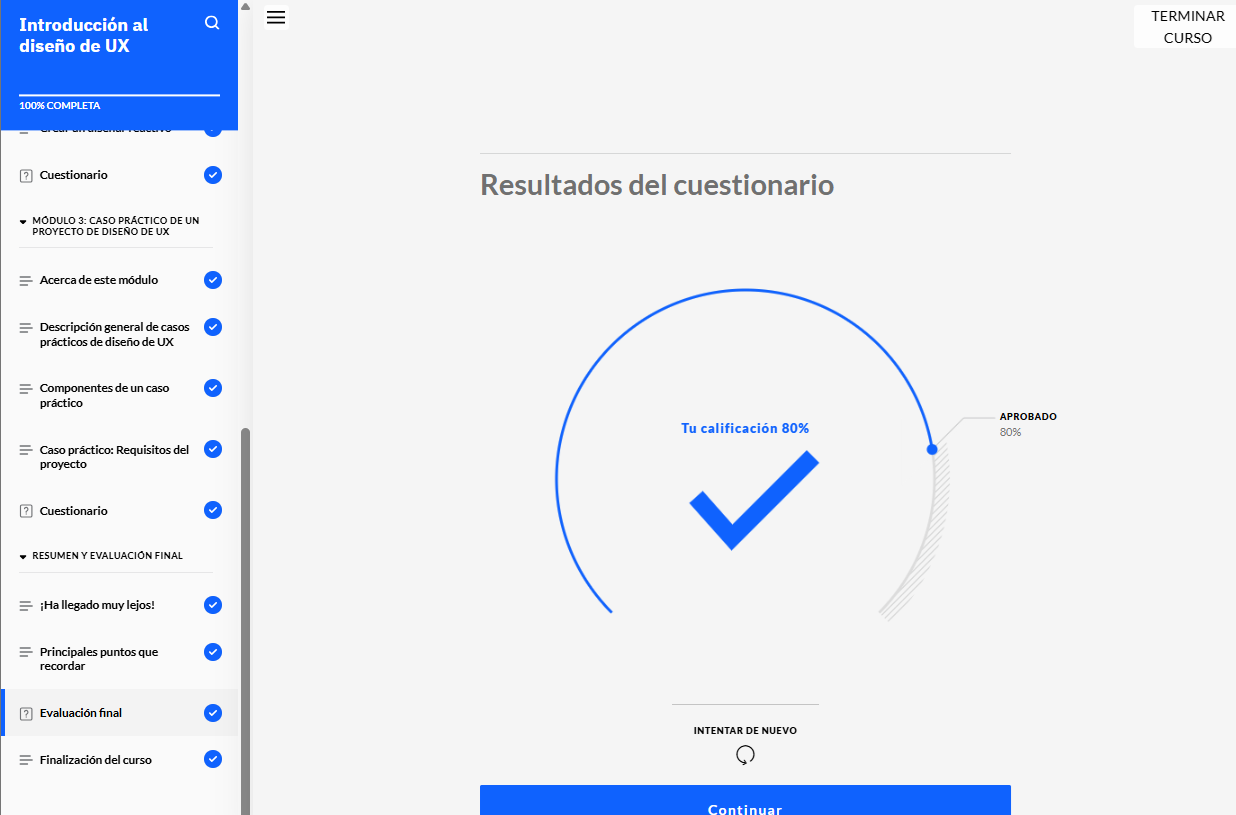 Introducción al
diseño de UX
100% COMPLETA
Cuestionario
MÓDULO 3: CASO PRÁCTICO DE UN
PROYECTO DE DISEÑO DE UX
Acerca de este módulo
Descripción general de casos
prácticos de diseño de UX
Componentes de un caso
práctico
Caso práctico: Requisitos del
proyecto
Cuestionario
RESUMEN Y EVALUACIÓN FINAL
¡Ha llegado muy lejos!
Principales puntos que
recordar
Evaluación final
Finalización del curso
TERMINAR
CURSO
Resultados del cuestionario
Tu calificación 80%
APROBADO
80%
INTENTAR DE NUEVO
Continuar